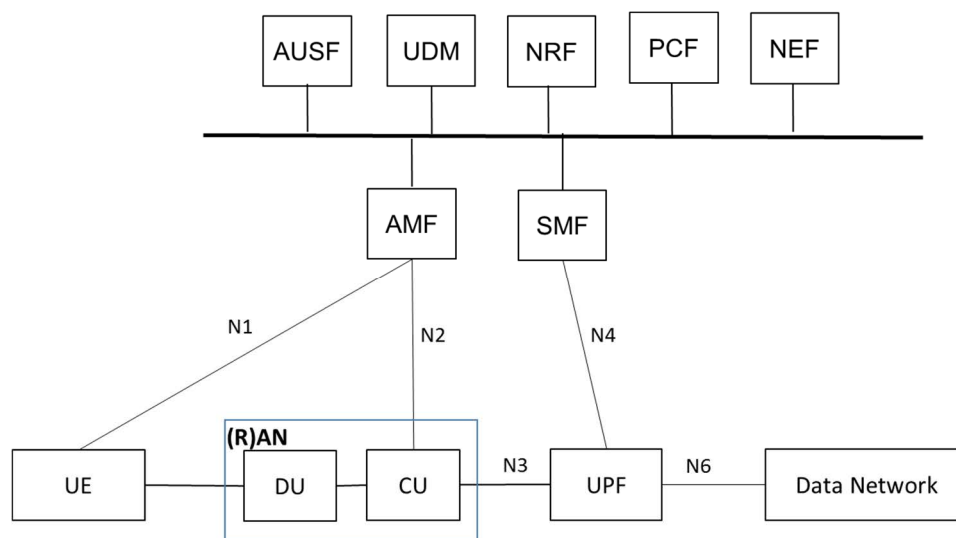 AUSF
UDM
NRF
PCF
NEF
AMF
SMF
N1
N2
N4
(R)AN
UE
DU
CU
N3
UPF
N6
Data Network